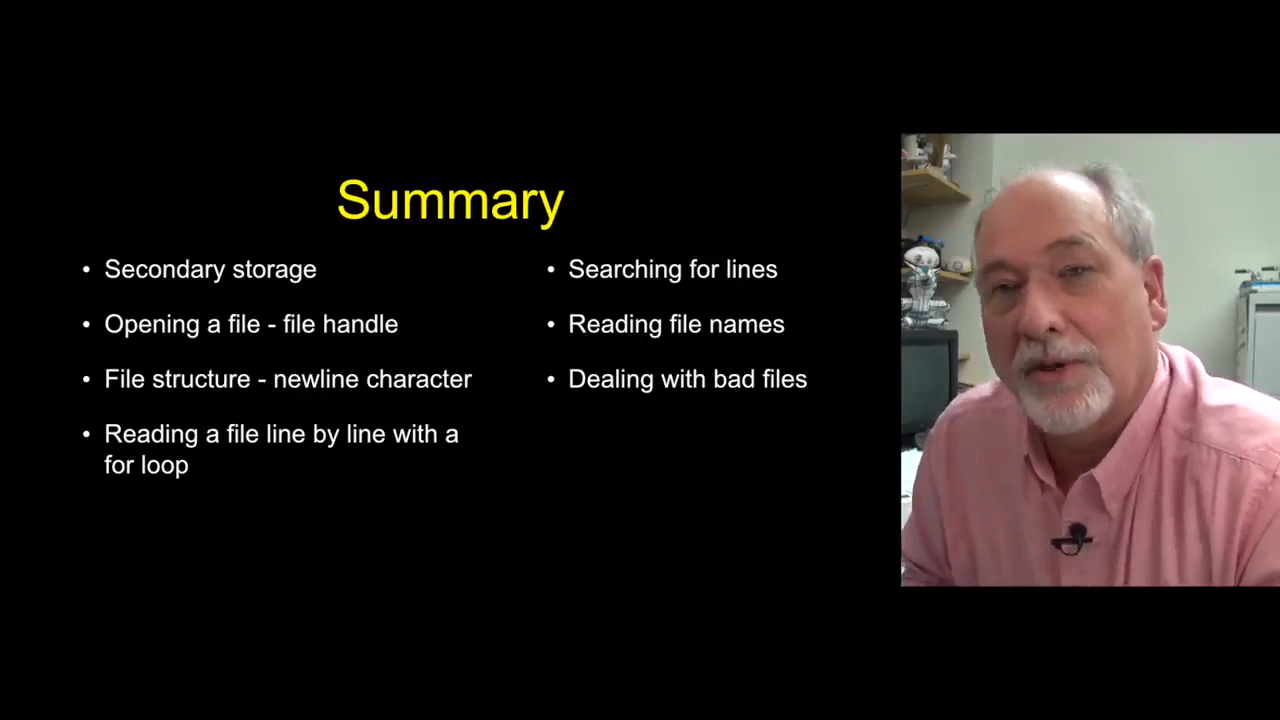 Summary
• Secondary storage
• Opening a file - file handle
• File structure - newline character
• Reading a file line by line with a
for loop
• Searching for lines
• Reading file names
• Dealing with bad files